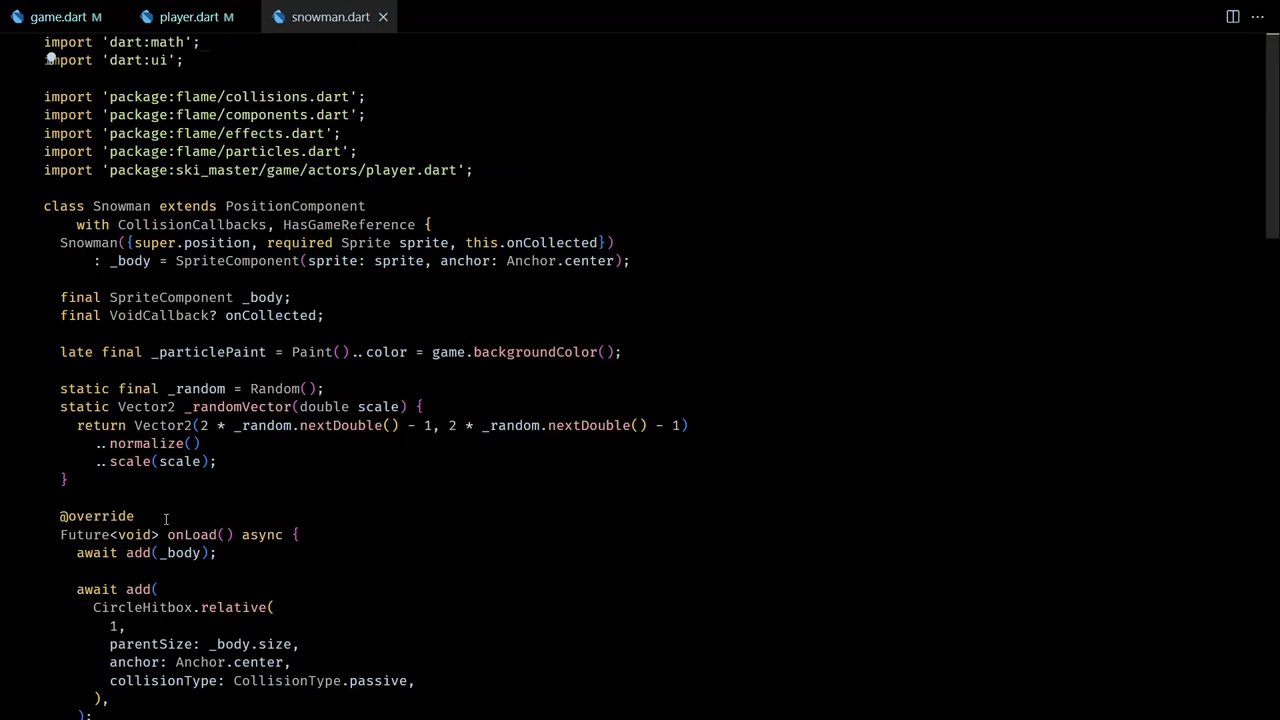 game.dart M
player.dart M
snowman.dart
import 'dart:math';
import 'dart:ui';
import 'package:flame/collisions.dart';
import 'package:flame/components.dart';
import 'package:flame/effects.dart';
import 'package:flame/particles.dart';
import 'package:ski_master/game/actors/player.dart';
class Snowman extends PositionComponent
with CollisionCallbacks, HasGameReference {
Snowman({super.position, required Sprite sprite, this.onCollected})
: _body = SpriteComponent(sprite: sprite, anchor: Anchor.center);
final SpriteComponent _body;
final VoidCallback? onCollected;
late final _particlePaint = Paint()..color = game.backgroundColor();
static final _random = Random();
static Vector2 _randomVector(double scale) {
return Vector2(2 * _random.nextDouble() - 1, 2 * _random.nextDouble() - 1)
..normalize()
..scale(scale);
}
@override
Future<void> onLoad() async {
await add(_body);
await add(
CircleHitbox.relative(
1,
parentSize: _body.size,
anchor: Anchor.center,
collisionType: CollisionType.passive,
),
);